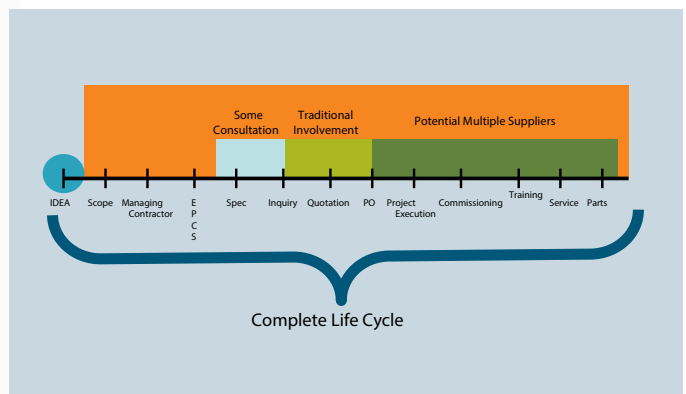 Some
Consultation
Traditional
Involvement
Potential Multiple Suppliers
IDEA
Scope
Managing
Contractor
E
P
C
S
Spec
Inquiry
Quotation
PO
Project
Execution
Commissioning
Training
Service
Parts
Complete Life Cycle